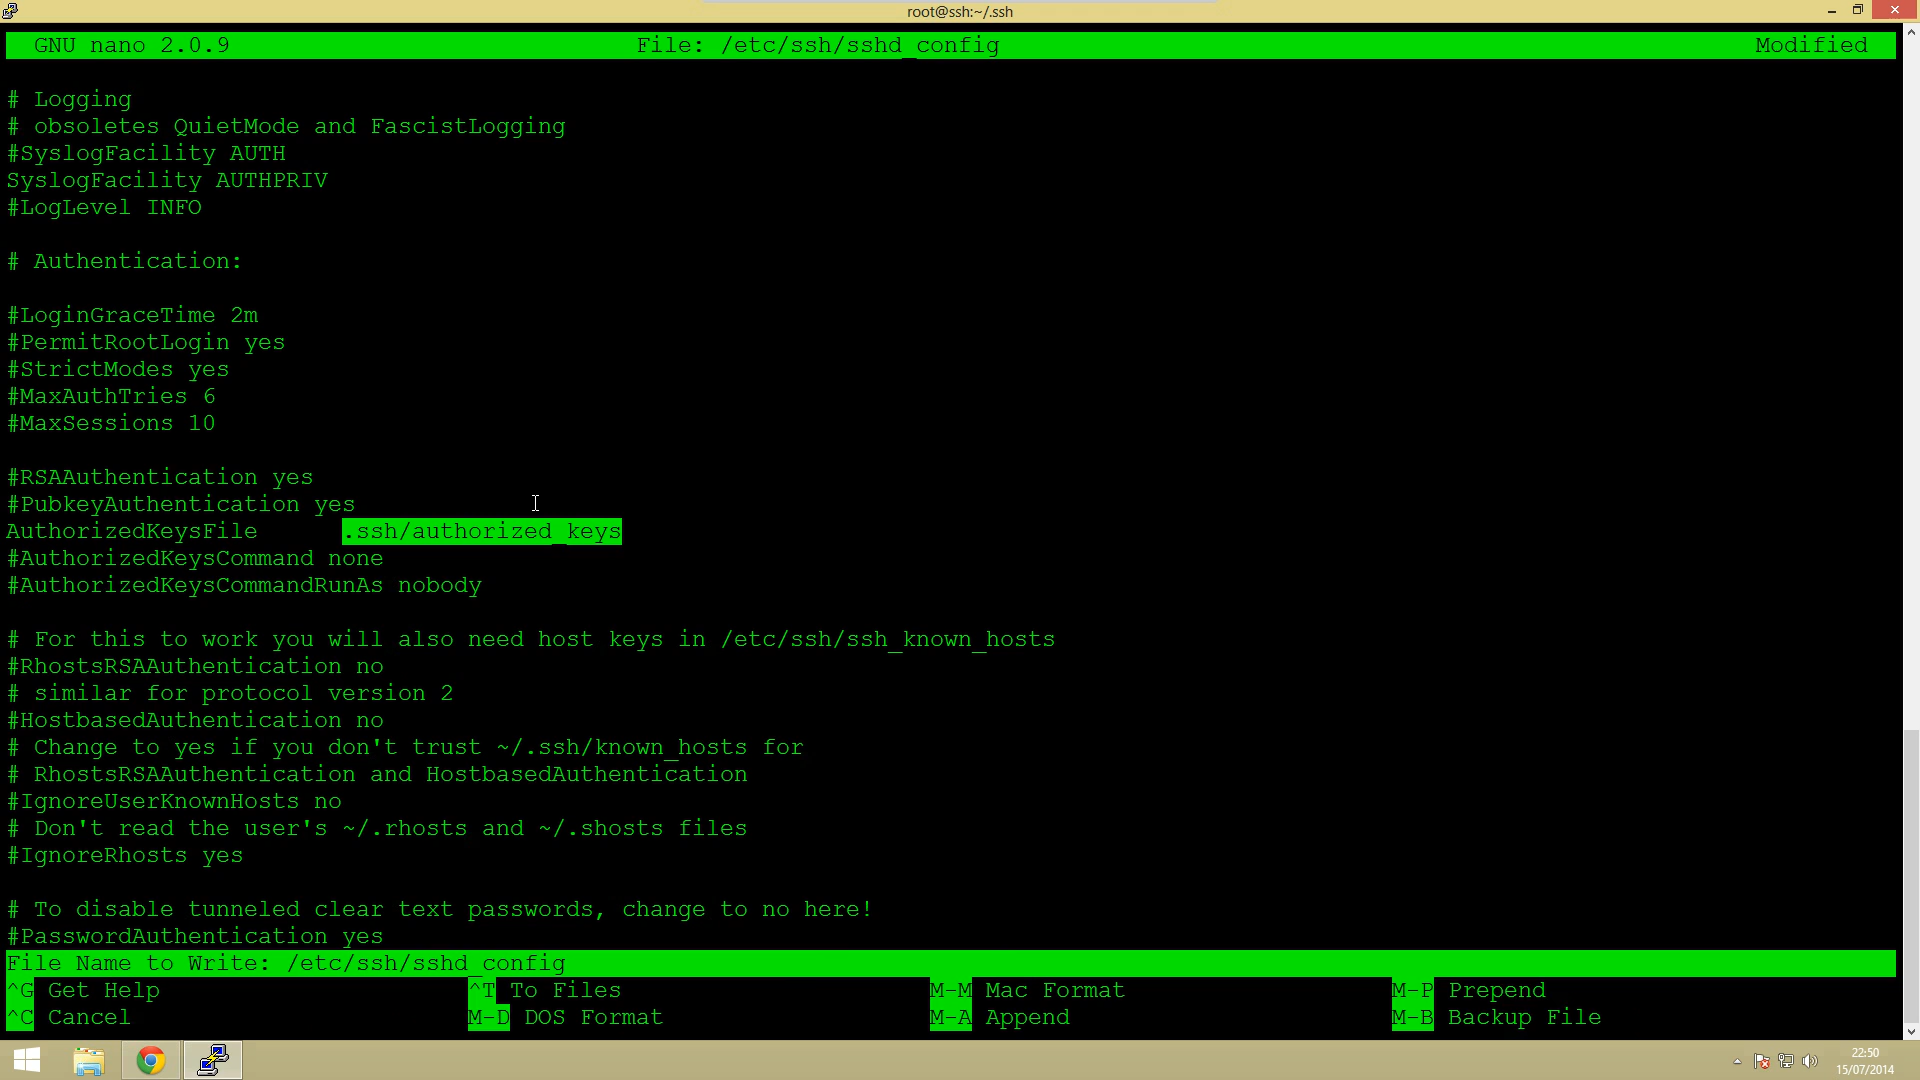 root@ssh:~/.ssh
GNU nano 2.0.9 File: /etc/ssh/sshd_config Modified
# Logging
# obsoletes QuietMode and FascistLogging
#SyslogFacility AUTH
SyslogFacility AUTHPRIV
#LogLevel INFO
# Authentication:
#LoginGraceTime 2m
#PermitRootLogin yes
#StrictModes yes
#MaxAuthTries 6
#MaxSessions 10
#RSAAuthentication yes
#PubkeyAuthentication yes
AuthorizedKeysFile .ssh/authorized_keys
#AuthorizedKeysCommand none
#AuthorizedKeysCommandRunAs nobody
# For this to work you will also need host keys in /etc/ssh/ssh_known_hosts
#RhostsRSAAuthentication no
# similar for protocol version 2
#HostbasedAuthentication no
# Change to yes if you don't trust ~/.ssh/known_hosts for
# RhostsRSAAuthentication and HostbasedAuthentication
#IgnoreUserKnownHosts no
# Don't read the user's ~/.rhosts and ~/.shosts files
#IgnoreRhosts yes
# To disable tunneled clear text passwords, change to no here!
#PasswordAuthentication yes
File Name to Write: /etc/ssh/sshd_config
^G Get Help ^T To Files M-M Mac Format M-P Prepend
^C Cancel M-D DOS Format M-A Append M-B Backup File
22:50
15/07/2014